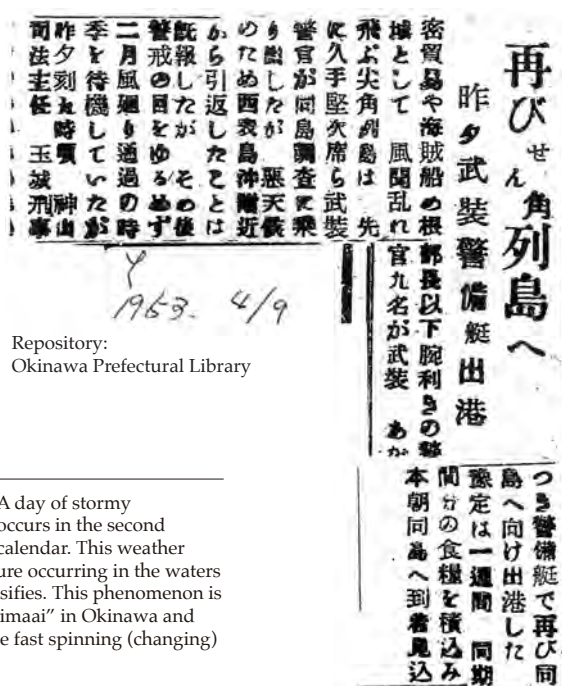 再びせん角列島へ
昨夕武裝警備艇出港
密貿易や海賊船の根
拠として 風聞乱れ
飛ぶ尖角列島は 先
に久手堅次席ら武装
警官が同島調査に乗
り出したが 悪天候
のため西表島沖附近
から引返したことは
既報したが その後
警戒の目をゆるめず
二月風廻り通過の時
季を待機していたが
昨夕刻九時頃 神山
司法主任 玉城刑事
部長以下腕利きの警
官九名が武装 あか
つき警備艇で再び同
島へ向け出港した
豫定は一週間 同期
間分の食糧を積込み
本朝同島へ到着見込
Y
1953. 4/9
Repository:
Okinawa Prefectural Library
A day of stormy
occurs in the second
calendar. This weather
ure occurring in the waters
sifies. This phenomenon is
imaai” in Okinawa and
e fast spinning (changing)